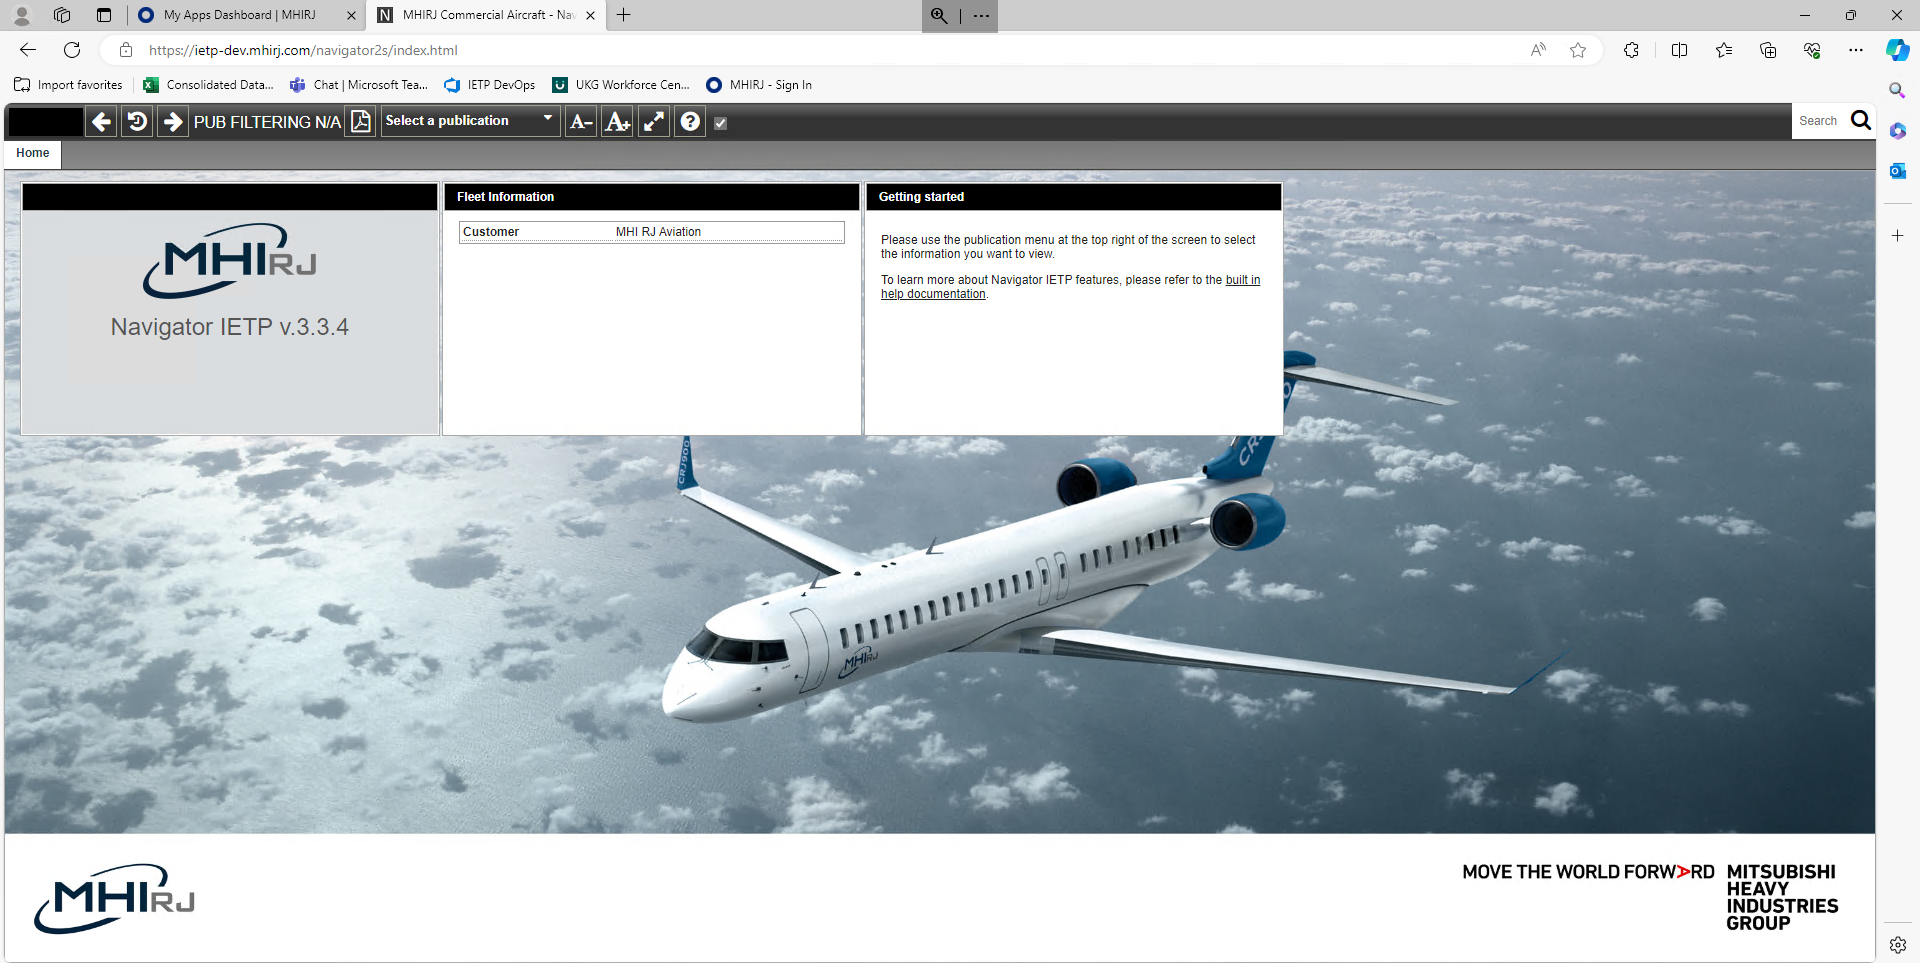 My Apps Dashboard | MHIRJ
MHIRJ Commercial Aircraft - Nav
https://ietp-dev.mhirj.com/navigator2s/index.html
Import favorites
Consolidated Data...
Chat | Microsoft Tea...
IETP DevOps
UKG Workforce Cen...
MHIRJ - Sign In
PUB FILTERING N/A
Select a publication
A-
A+
Search
Home
MHIRJ
Navigator IETP v.3.3.4
Fleet Information
Customer MHI RJ Aviation
Getting started
Please use the publication menu at the top right of the screen to select
the information you want to view.
To learn more about Navigator IETP features, please refer to the built in
help documentation.
CRJ900
CR
MHIRJ
MHIRJ
MOVE THE WORLD FORWARD
MITSUBISHI
HEAVY
INDUSTRIES
GROUP